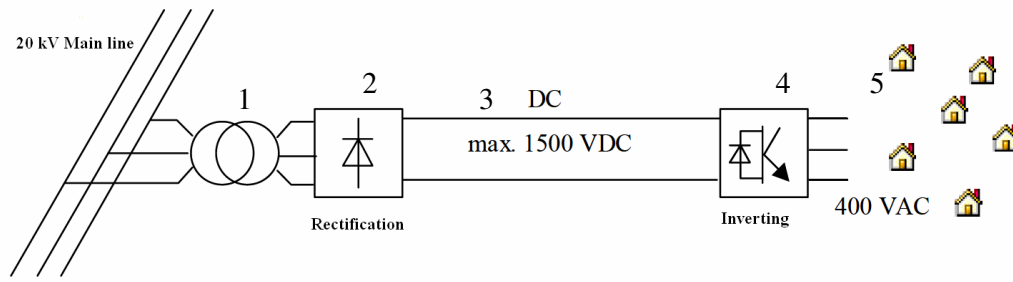 20 kV Main line
1
2
3 DC
4
5
max. 1500 VDC
400 VAC
Rectification
Inverting